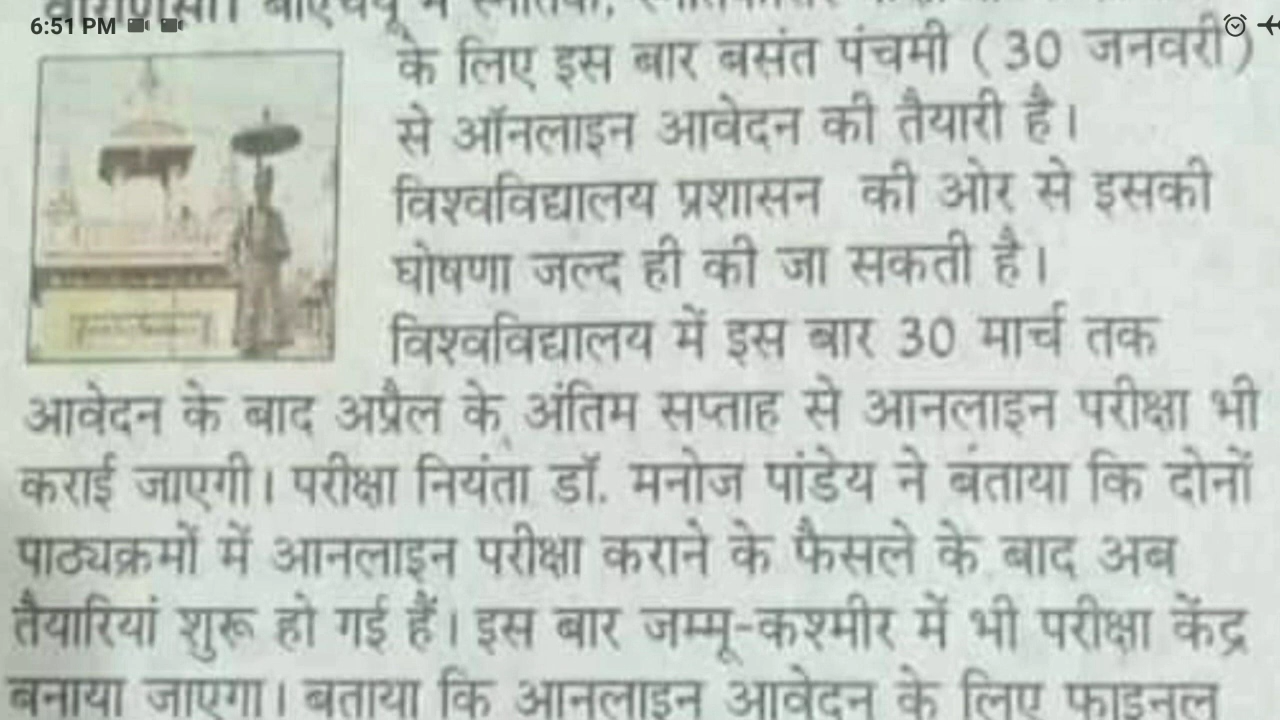 6:51 PM
वाराणसी। बीएचयू में स्नातक,
के लिए इस बार बसंत पंचमी (30 जनवरी)
से ऑनलाइन आवेदन की तैयारी है।
विश्वविद्यालय प्रशासन की ओर से इसकी
घोषणा जल्द ही की जा सकती है।
विश्वविद्यालय में इस बार 30 मार्च तक
आवेदन के बाद अप्रैल के अंतिम सप्ताह से आनलाइन परीक्षा भी
कराई जाएगी। परीक्षा नियंता डॉ. मनोज पांडेय ने बताया कि दोनों
पाठ्यक्रमों में आनलाइन परीक्षा कराने के फैसले के बाद अब
तैयारियां शुरू हो गई हैं। इस बार जम्मू-कश्मीर में भी परीक्षा केंद्र
बनाया जाएगा। बताया कि आनलाइन आवेदन के लिए फाइनल